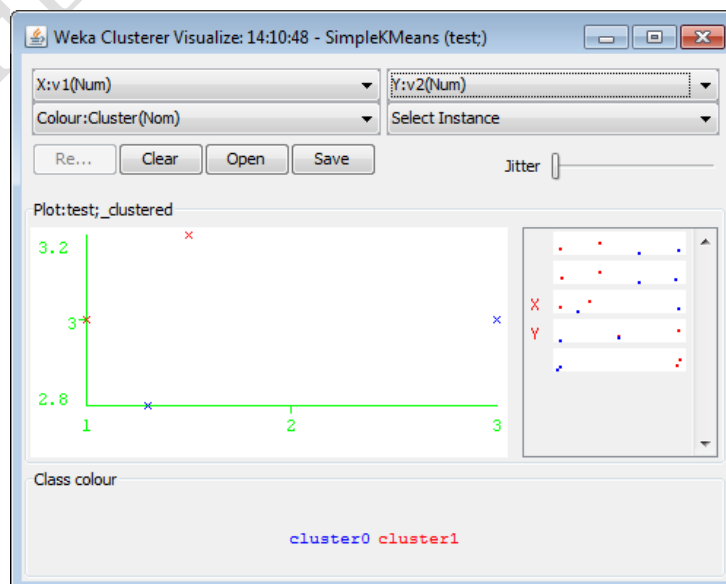 Weka Clusterer Visualize: 14:10:48 - SimpleKMeans (test;)
X:v1(Num) Y:v2(Num)
Colour:Cluster(Nom) Select Instance
Re... Clear Open Save Jitter
Plot:test;_clustered
3.2
3
2.8
1 2 3
X
Y
Class colour
cluster0 cluster1